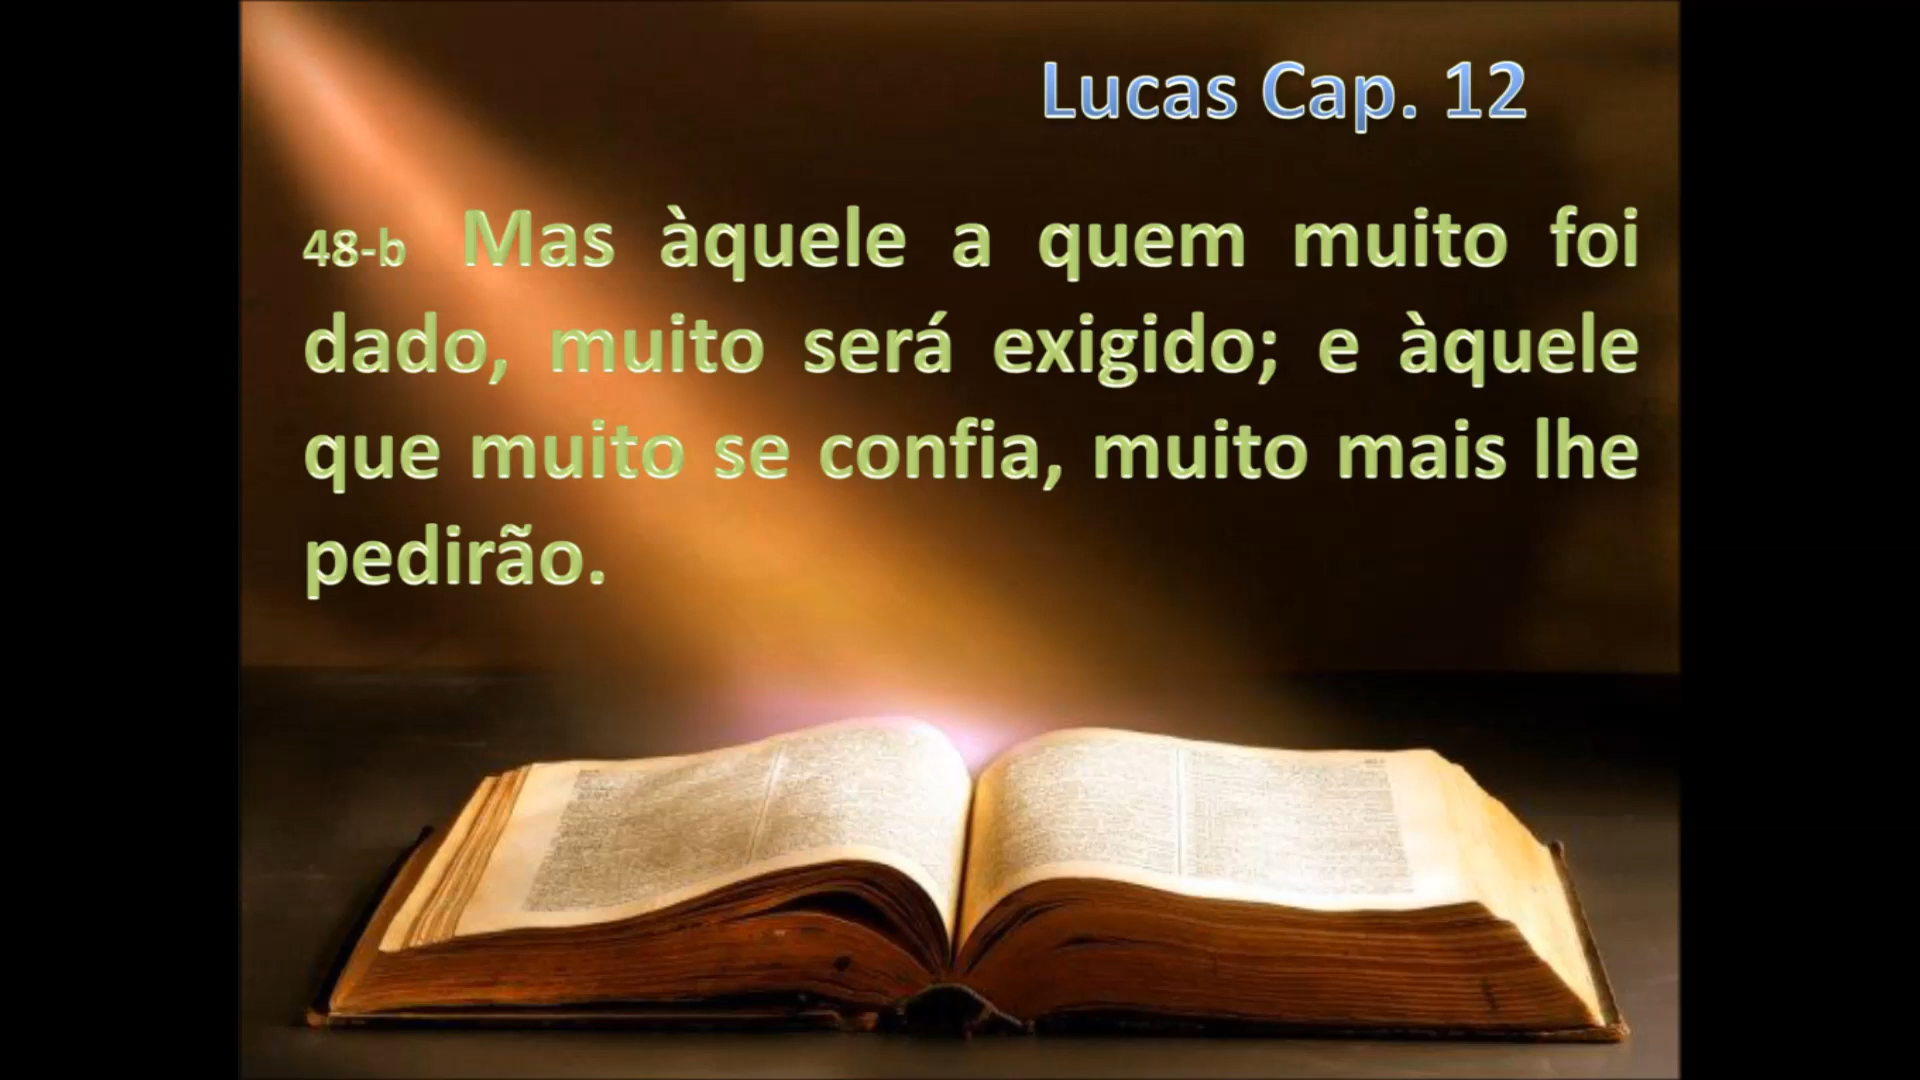 Lucas Cap. 12
48-b Mas àquele a quem muito foi
dado, muito será exigido; e àquele
que muito se confia, muito mais lhe
pedirão.